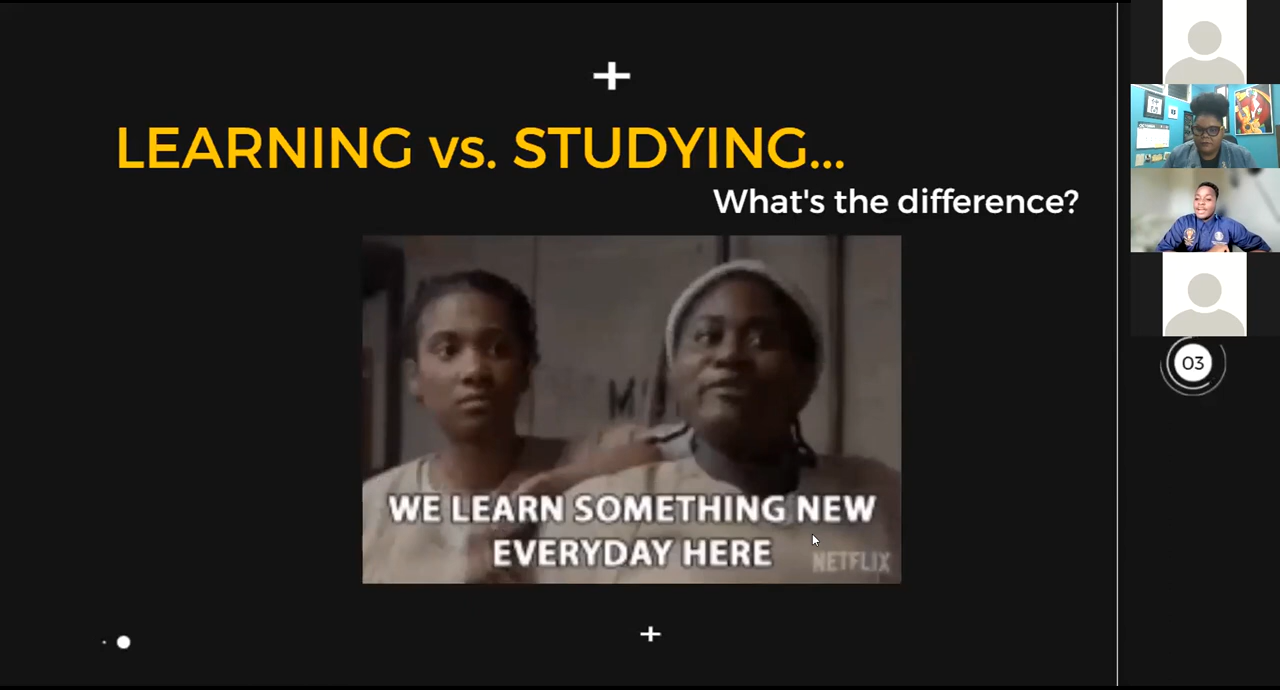 LEARNING vs. STUDYING...
What's the difference?
WE LEARN SOMETHING NEW
EVERYDAY HERE
NETFLIX
03